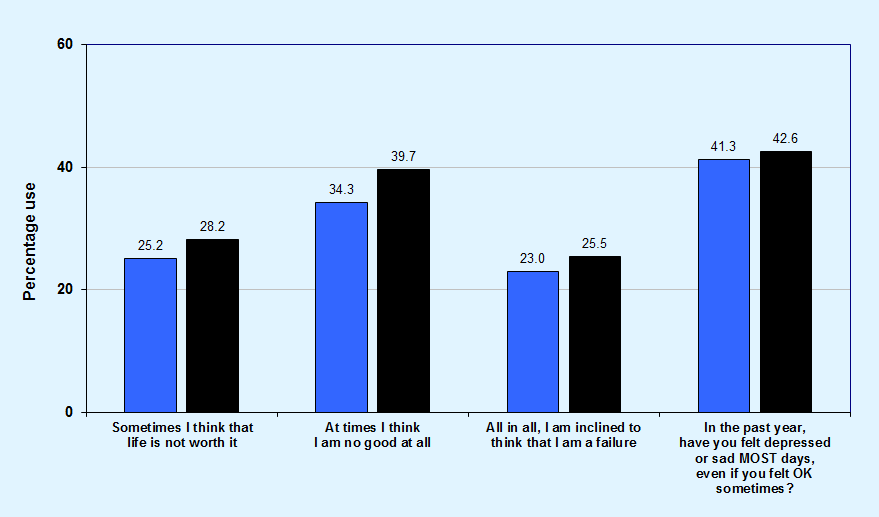 60
40
20
0
Percentage use
25.2
28.2
34.3
39.7
23.0
25.5
41.3
42.6
Sometimes I think that
life is not worth it
At times I think
I am no good at all
All in all, I am inclined to
think that I am a failure
In the past year,
have you felt depressed
or sad MOST days,
even if you felt OK
sometimes?